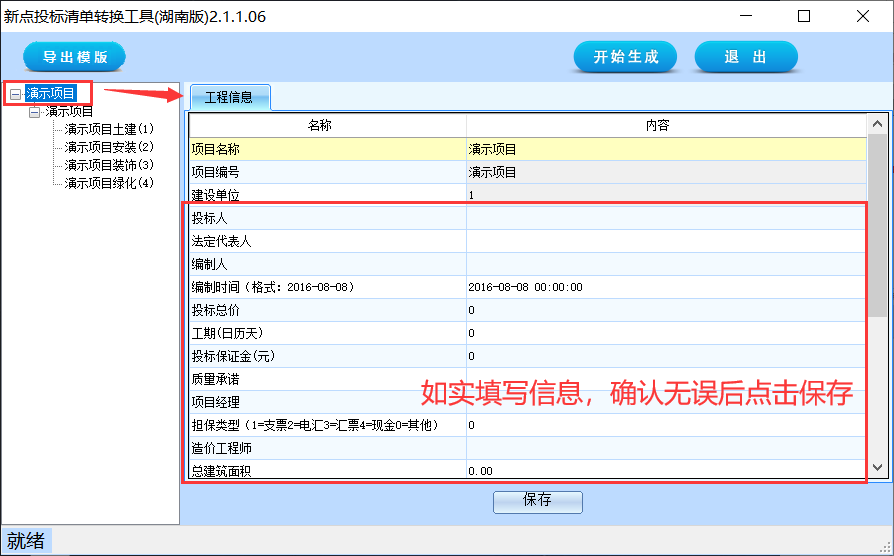 新点投标清单转换工具(湖南版)2.1.1.06
导出模版
开始生成
退 出
演示项目
演示项目
演示项目土建(1)
演示项目安装(2)
演示项目装饰(3)
演示项目绿化(4)
工程信息
名称 内容
项目名称 演示项目
项目编号 演示项目
建设单位 1
投标人
法定代表人
编制人
编制时间（格式：2016-08-08） 2016-08-08 00:00:00
投标总价 0
工期(日历天) 0
投标保证金(元) 0
质量承诺
如实填写信息，确认无误后点击保存
项目经理
担保类型（1=支票2=电汇3=汇票4=现金0=其他） 0
造价工程师
总建筑面积 0.00
保存
就绪